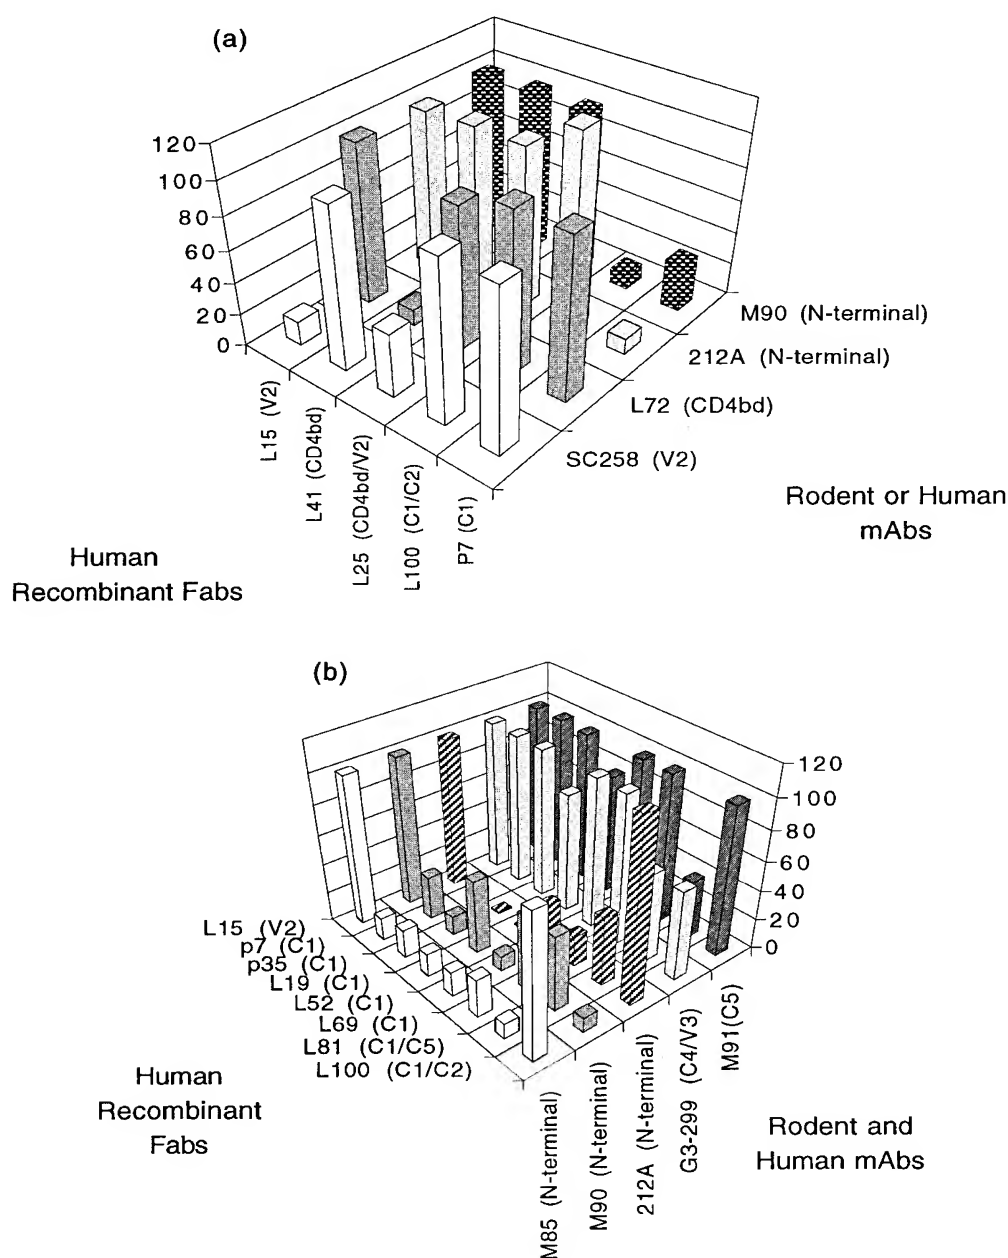 (a)
120
100
80
60
40
20
0
L15 (V2)
L41 (CD4bd)
L25 (CD4bd/V2)
L100 (C1/C2)
P7 (C1)
M90 (N-terminal)
212A (N-terminal)
L72 (CD4bd)
SC258 (V2)
Rodent or Human
mAbs
Human
Recombinant Fabs
(b)
120
100
80
60
40
20
0
L15 (V2)
p7 (C1)
p35 (C1)
L19 (C1)
L52 (C1)
L69 (C1)
L81 (C1/C5)
L100 (C1/C2)
M85 (N-terminal)
M90 (N-terminal)
212A (N-terminal)
G3-299 (C4/V3)
M91(C5)
Human
Recombinant
Fabs
Rodent and
Human mAbs